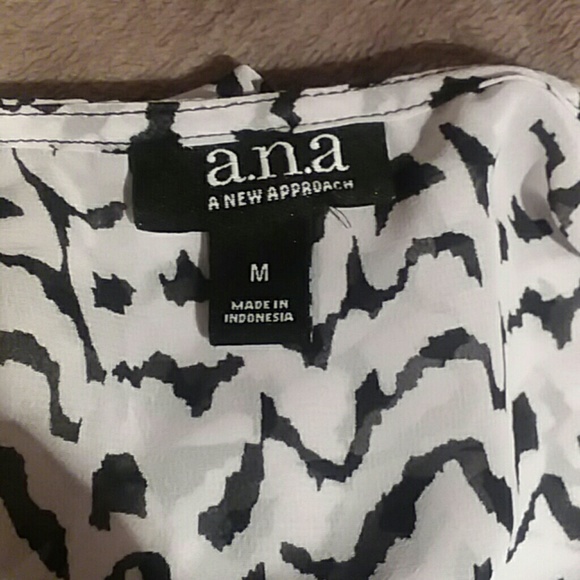 a.n.a
A NEW APPROACH
M
MADE IN
INDONESIA